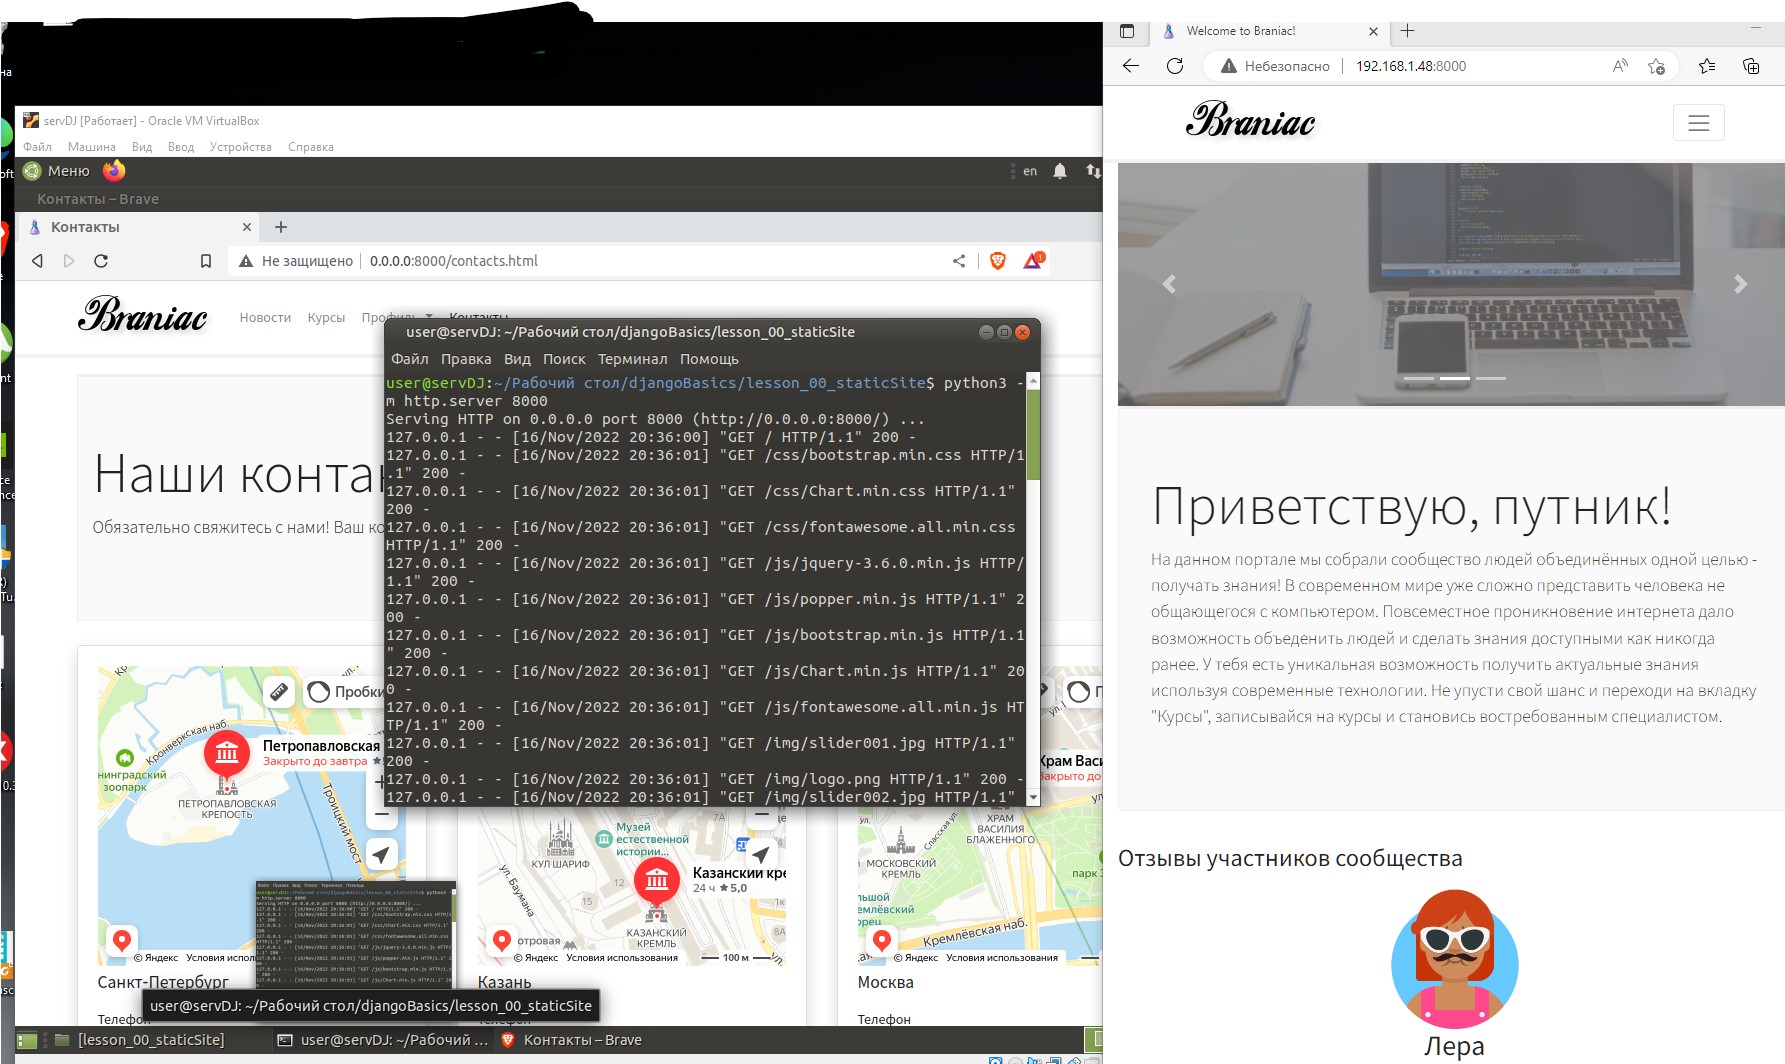 servDJ [Работает] - Oracle VM VirtualBox
Файл Машина Вид Ввод Устройства Справка
Меню
en
Контакты – Brave
Контакты
Не защищено
0.0.0.0:8000/contacts.html
1
Braniac
Новости Курсы
Контакты
Наши
Обязательно свяжитесь с нами! Ваш
user@servDJ: ~/Рабочий стол/djangoBasics/lesson_00_staticSite
Файл Правка Вид Поиск Терминал Помощь
user@servDJ:~/Рабочий стол/djangoBasics/lesson_00_staticSite$ python3 -
m http.server 8000
Serving HTTP on 0.0.0.0 port 8000 (http://0.0.0.0:8000/) ...
127.0.0.1 - - [16/Nov/2022 20:36:00] "GET / HTTP/1.1" 200 -
127.0.0.1 - - [16/Nov/2022 20:36:01] "GET /css/bootstrap.min.css HTTP/1
.1" 200 -
127.0.0.1 - - [16/Nov/2022 20:36:01] "GET /css/Chart.min.css HTTP/1.1"
200 -
127.0.0.1 - - [16/Nov/2022 20:36:01] "GET /css/fontawesome.all.min.css
HTTP/1.1" 200 -
127.0.0.1 - - [16/Nov/2022 20:36:01] "GET /js/jquery-3.6.0.min.js HTTP/
1.1" 200 -
127.0.0.1 - - [16/Nov/2022 20:36:01] "GET /js/popper.min.js HTTP/1.1" 2
00 -
127.0.0.1 - - [16/Nov/2022 20:36:01] "GET /js/bootstrap.min.js HTTP/1.1
" 200 -
127.0.0.1 - - [16/Nov/2022 20:36:01] "GET /js/Chart.min.js HTTP/1.1" 20
0 -
127.0.0.1 - - [16/Nov/2022 20:36:01] "GET /js/fontawesome.all.min.js HT
TP/1.1" 200 -
127.0.0.1 - - [16/Nov/2022 20:36:01] "GET /img/slider001.jpg HTTP/1.1"
200 -
127.0.0.1 - - [16/Nov/2022 20:36:01] "GET /img/logo.png HTTP/1.1" 200 -
127.0.0.1 - - [16/Nov/2022 20:36:01] "GET /img/slider002.jpg HTTP/1.1"
Пробки
Кронверкская наб.
Петропавловская
Закрыто до завтра
нинградский
зоопарк
ПЕТРОПАВЛОВСКАЯ
КРЕПОСТЬ
Троицкий мост
© Яндекс Условия
Санкт-Петербург
Телефон
Музей
естественной
истории...
7А
КУЛ ШАРИФ
ул. Баумана
12
Казанский
24 ч ★ 5,0
КАЗАНСКИЙ
КРЕМЛЬ
8А
© Яндекс Условия использования
100 м
Казань
Телефон
Храм
Закрыто до
ХРАМ
ВАСИЛИЯ
БЛАЖЕННОГО
МОСКОВСКИЙ
КРЕМЛЬ
парк
Кремлёвская наб.
© Яндекс Условия использования
Москва
Телефон
user@servDJ: ~/Рабочий стол/djangoBasics/lesson_00_staticSite
[lesson_00_staticSite]
user@servDJ: ~/Рабочий ...
Контакты – Brave
Welcome to Braniac!
Небезопасно
192.168.1.48:8000
Braniac
Приветствую, путник!
На данном портале мы собрали сообщество людей объединённых одной целью -
получать знания! В современном мире уже сложно представить человека не
общающегося с компьютером. Повсеместное проникновение интернета дало
возможность объеденить людей и сделать знания доступными как никогда
ранее. У тебя есть уникальная возможность получить актуальные знания
используя современные технологии. Не упусти свой шанс и переходи на вкладку
"Курсы", записывайся на курсы и становись востребованным специалистом.
Отзывы участников сообщества
Лера